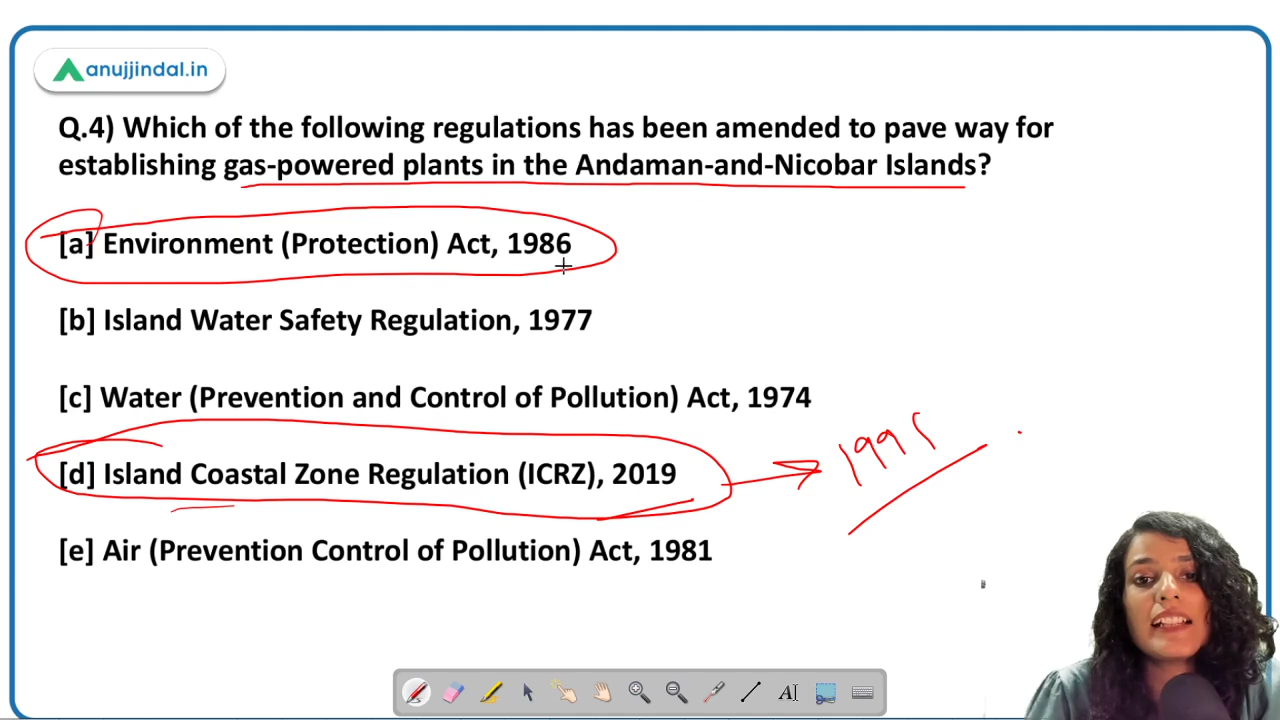 anujjindal.in
Q.4) Which of the following regulations has been amended to pave way for
establishing gas-powered plants in the Andaman-and-Nicobar Islands?
[a] Environment (Protection) Act, 1986
[b] Island Water Safety Regulation, 1977
[c] Water (Prevention and Control of Pollution) Act, 1974
[d] Island Coastal Zone Regulation (ICRZ), 2019
1991
[e] Air (Prevention Control of Pollution) Act, 1981
AI